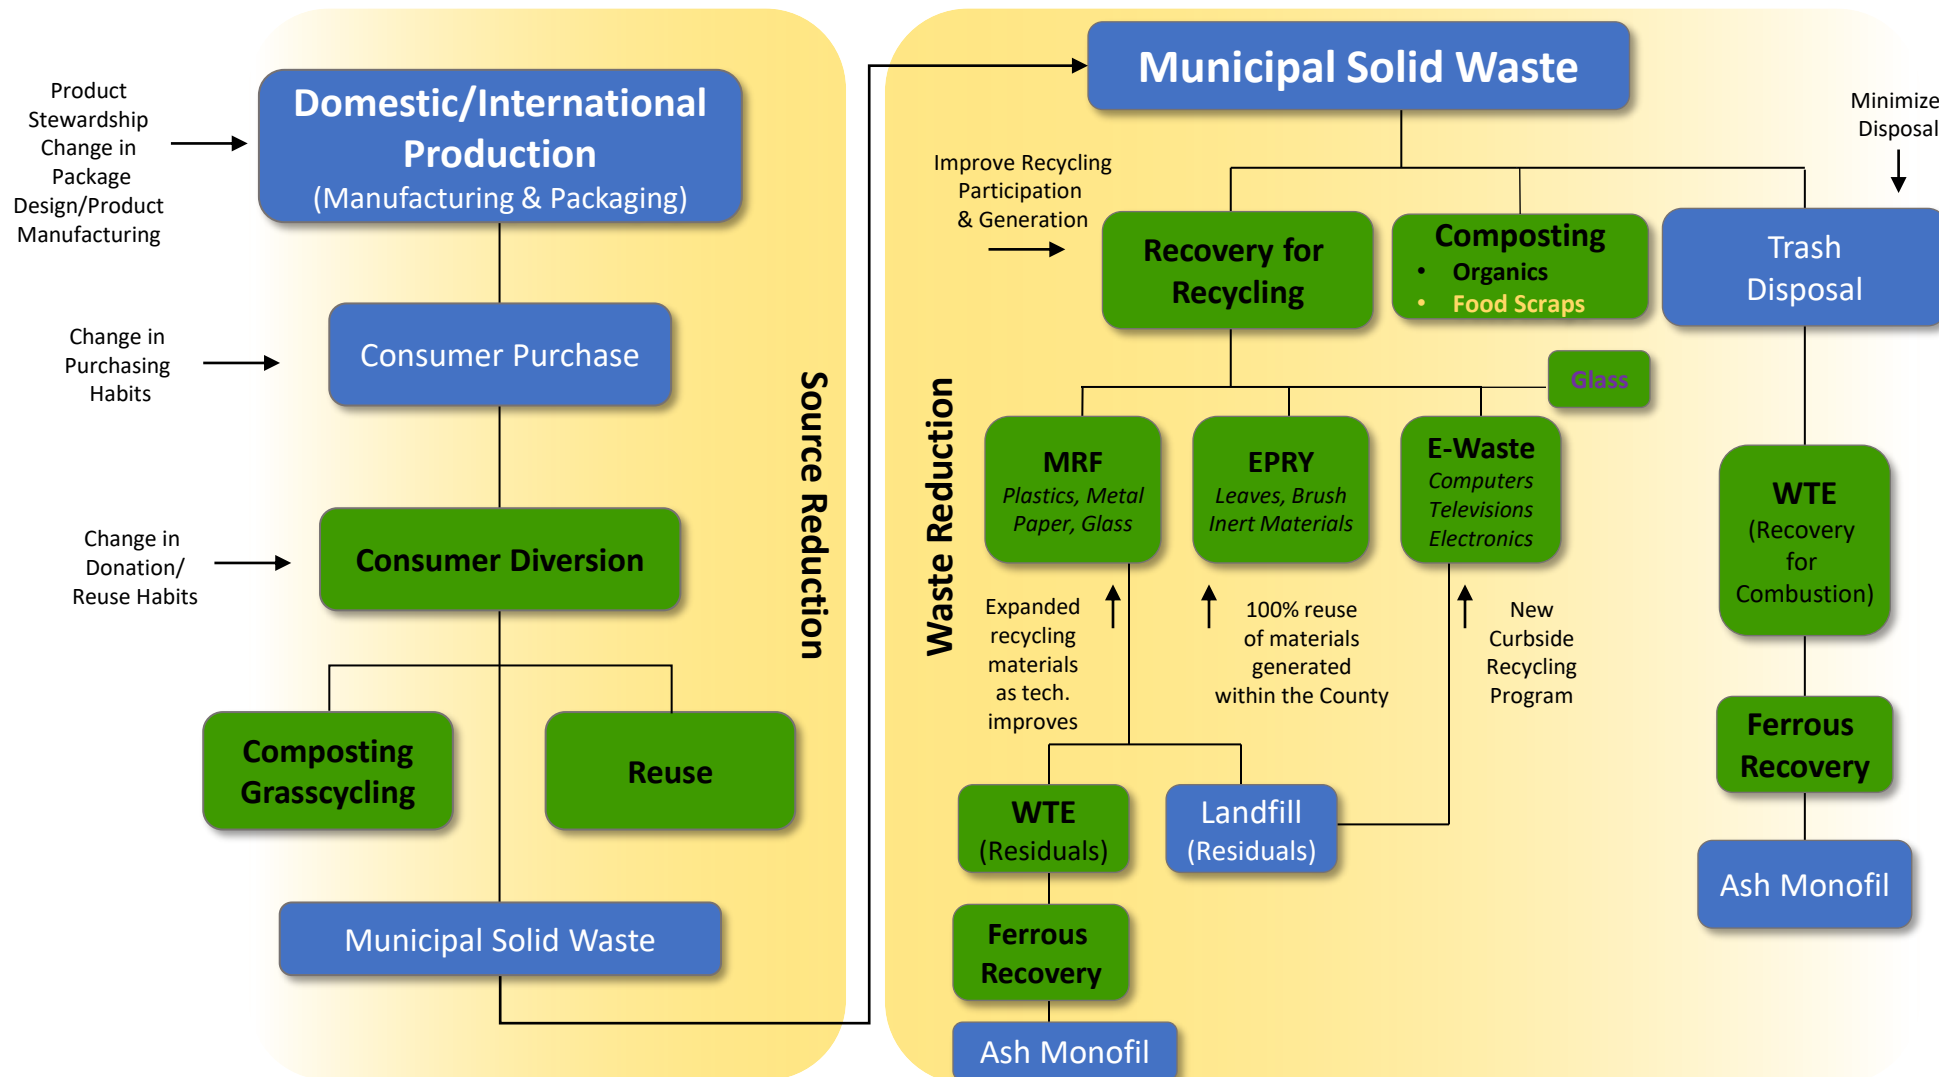 Product
Stewardship
Change in
Package
Design/Product
Manufacturing
Domestic/International
Production
(Manufacturing & Packaging)
Change in
Purchasing
Habits
Consumer Purchase
Change in
Donation/
Reuse Habits
Consumer Diversion
Composting
Grasscycling
Reuse
Municipal Solid Waste
Source Reduction
Waste Reduction
Municipal Solid Waste
Minimize
Disposal
Improve Recycling
Participation
& Generation
Recovery for
Recycling
Composting
• Organics
• Food Scraps
Trash
Disposal
Glass
MRF
Plastics, Metal
Paper, Glass
EPRY
Leaves, Brush
Inert Materials
E-Waste
Computers
Televisions
Electronics
WTE
(Recovery
for
Combustion)
Expanded
recycling
materials
as tech.
improves
100% reuse
of materials
generated
within the County
New
Curbside
Recycling
Program
Ferrous
Recovery
WTE
(Residuals)
Landfill
(Residuals)
Ash Monofil
Ferrous
Recovery
Ash Monofil